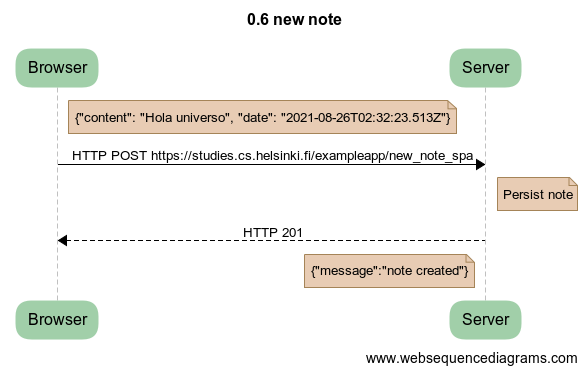 0.6 new note
Browser
Server
{"content": "Hola universo", "date": "2021-08-26T02:32:23.513Z"}
HTTP POST https://studies.cs.helsinki.fi/exampleapp/new_note_spa
Persist note
HTTP 201
{"message":"note created"}
Browser
Server
www.websequencediagrams.com